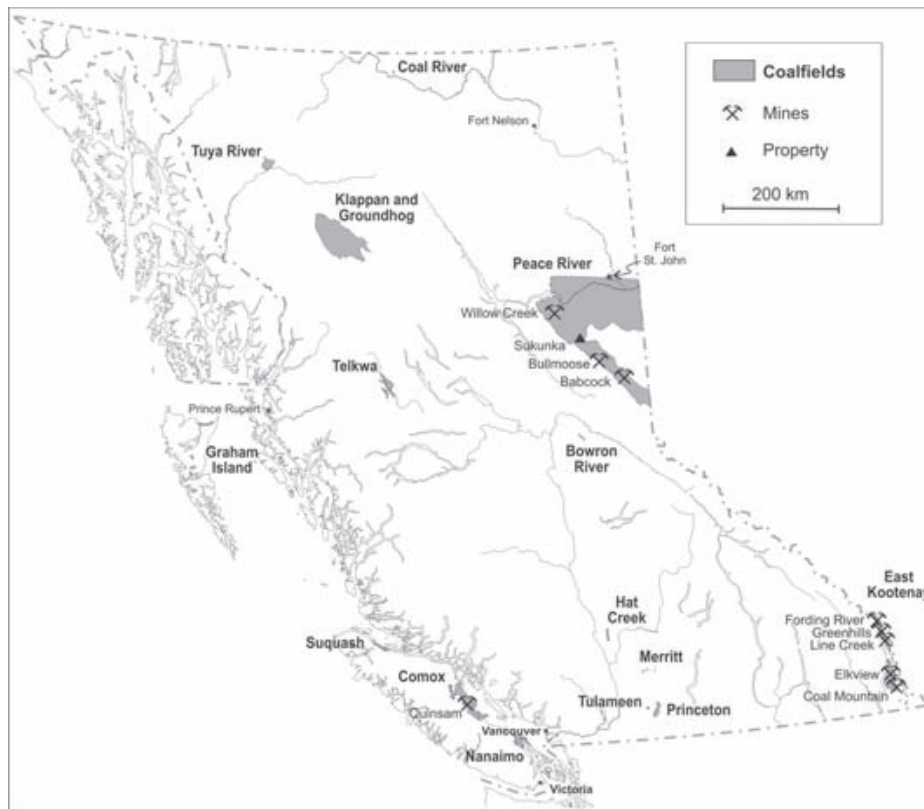 Coal River
Coalfields
Mines
Property
200 km
Fort Nelson
Tuya River
Klappan and
Groundhog
Fort
St. John
Peace River
Willow Creek
Sukunka
Bullmoose
Babcock
Telkwa
Prince Rupert
Graham
Island
Bowron
River
East
Kootenay
Hat
Creek
Fording River
Greenhills
Line Creek
Suquash
Merritt
Comox
Elkview
Coal Mountain
Quinsam
Tulameen
Princeton
Vancouver
Nanaimo
Victoria